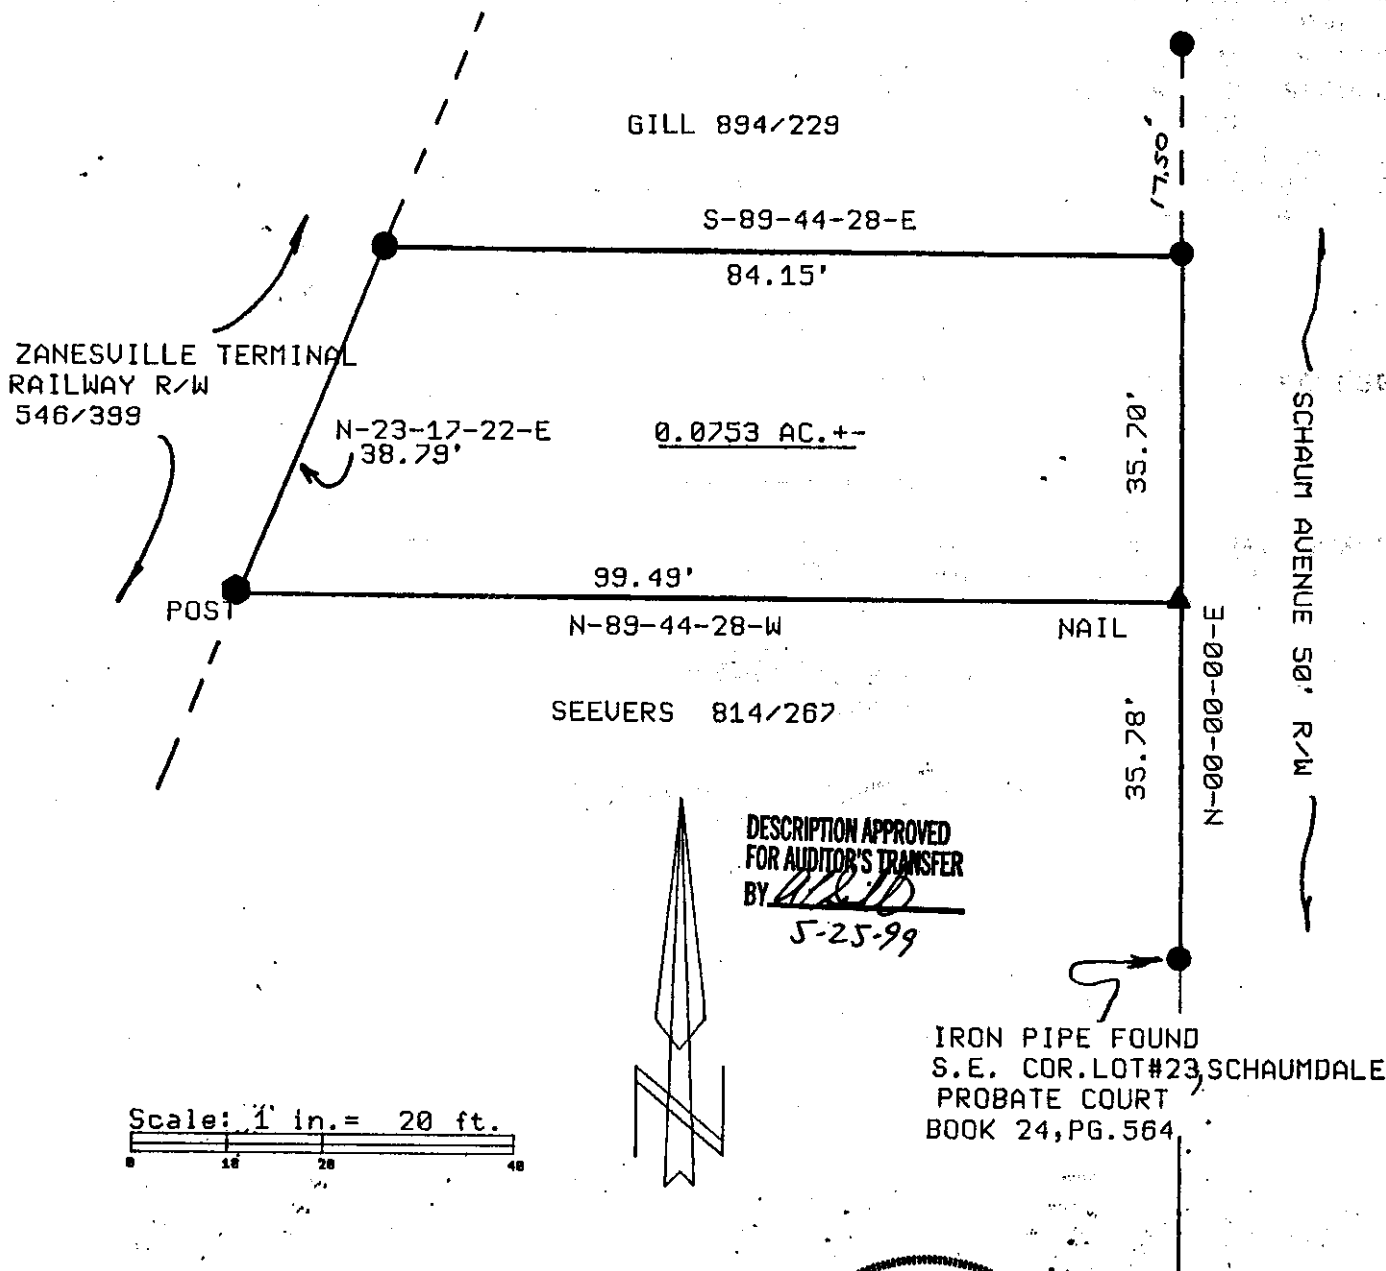 GILL 894/229
17.50'
S-89-44-28-E
84.15'
ZANESVILLE TERMINAL
RAILWAY R/W
546/399
N-23-17-22-E
38.79'
0.0753 AC.+-
35.70'
SCHAUM AVENUE 50' R/W
99.49'
POST
N-89-44-28-W
NAIL
N-00-00-00-E
SEEVERS 814/267
35.78'
DESCRIPTION APPROVED
FOR AUDITOR'S TRANSFER
BY
5-25-99
IRON PIPE FOUND
S.E. COR.LOT#23,SCHAUMDALE
PROBATE COURT
BOOK 24,PG.564
Scale: 1 in.= 20 ft.
0 10 20 40
N